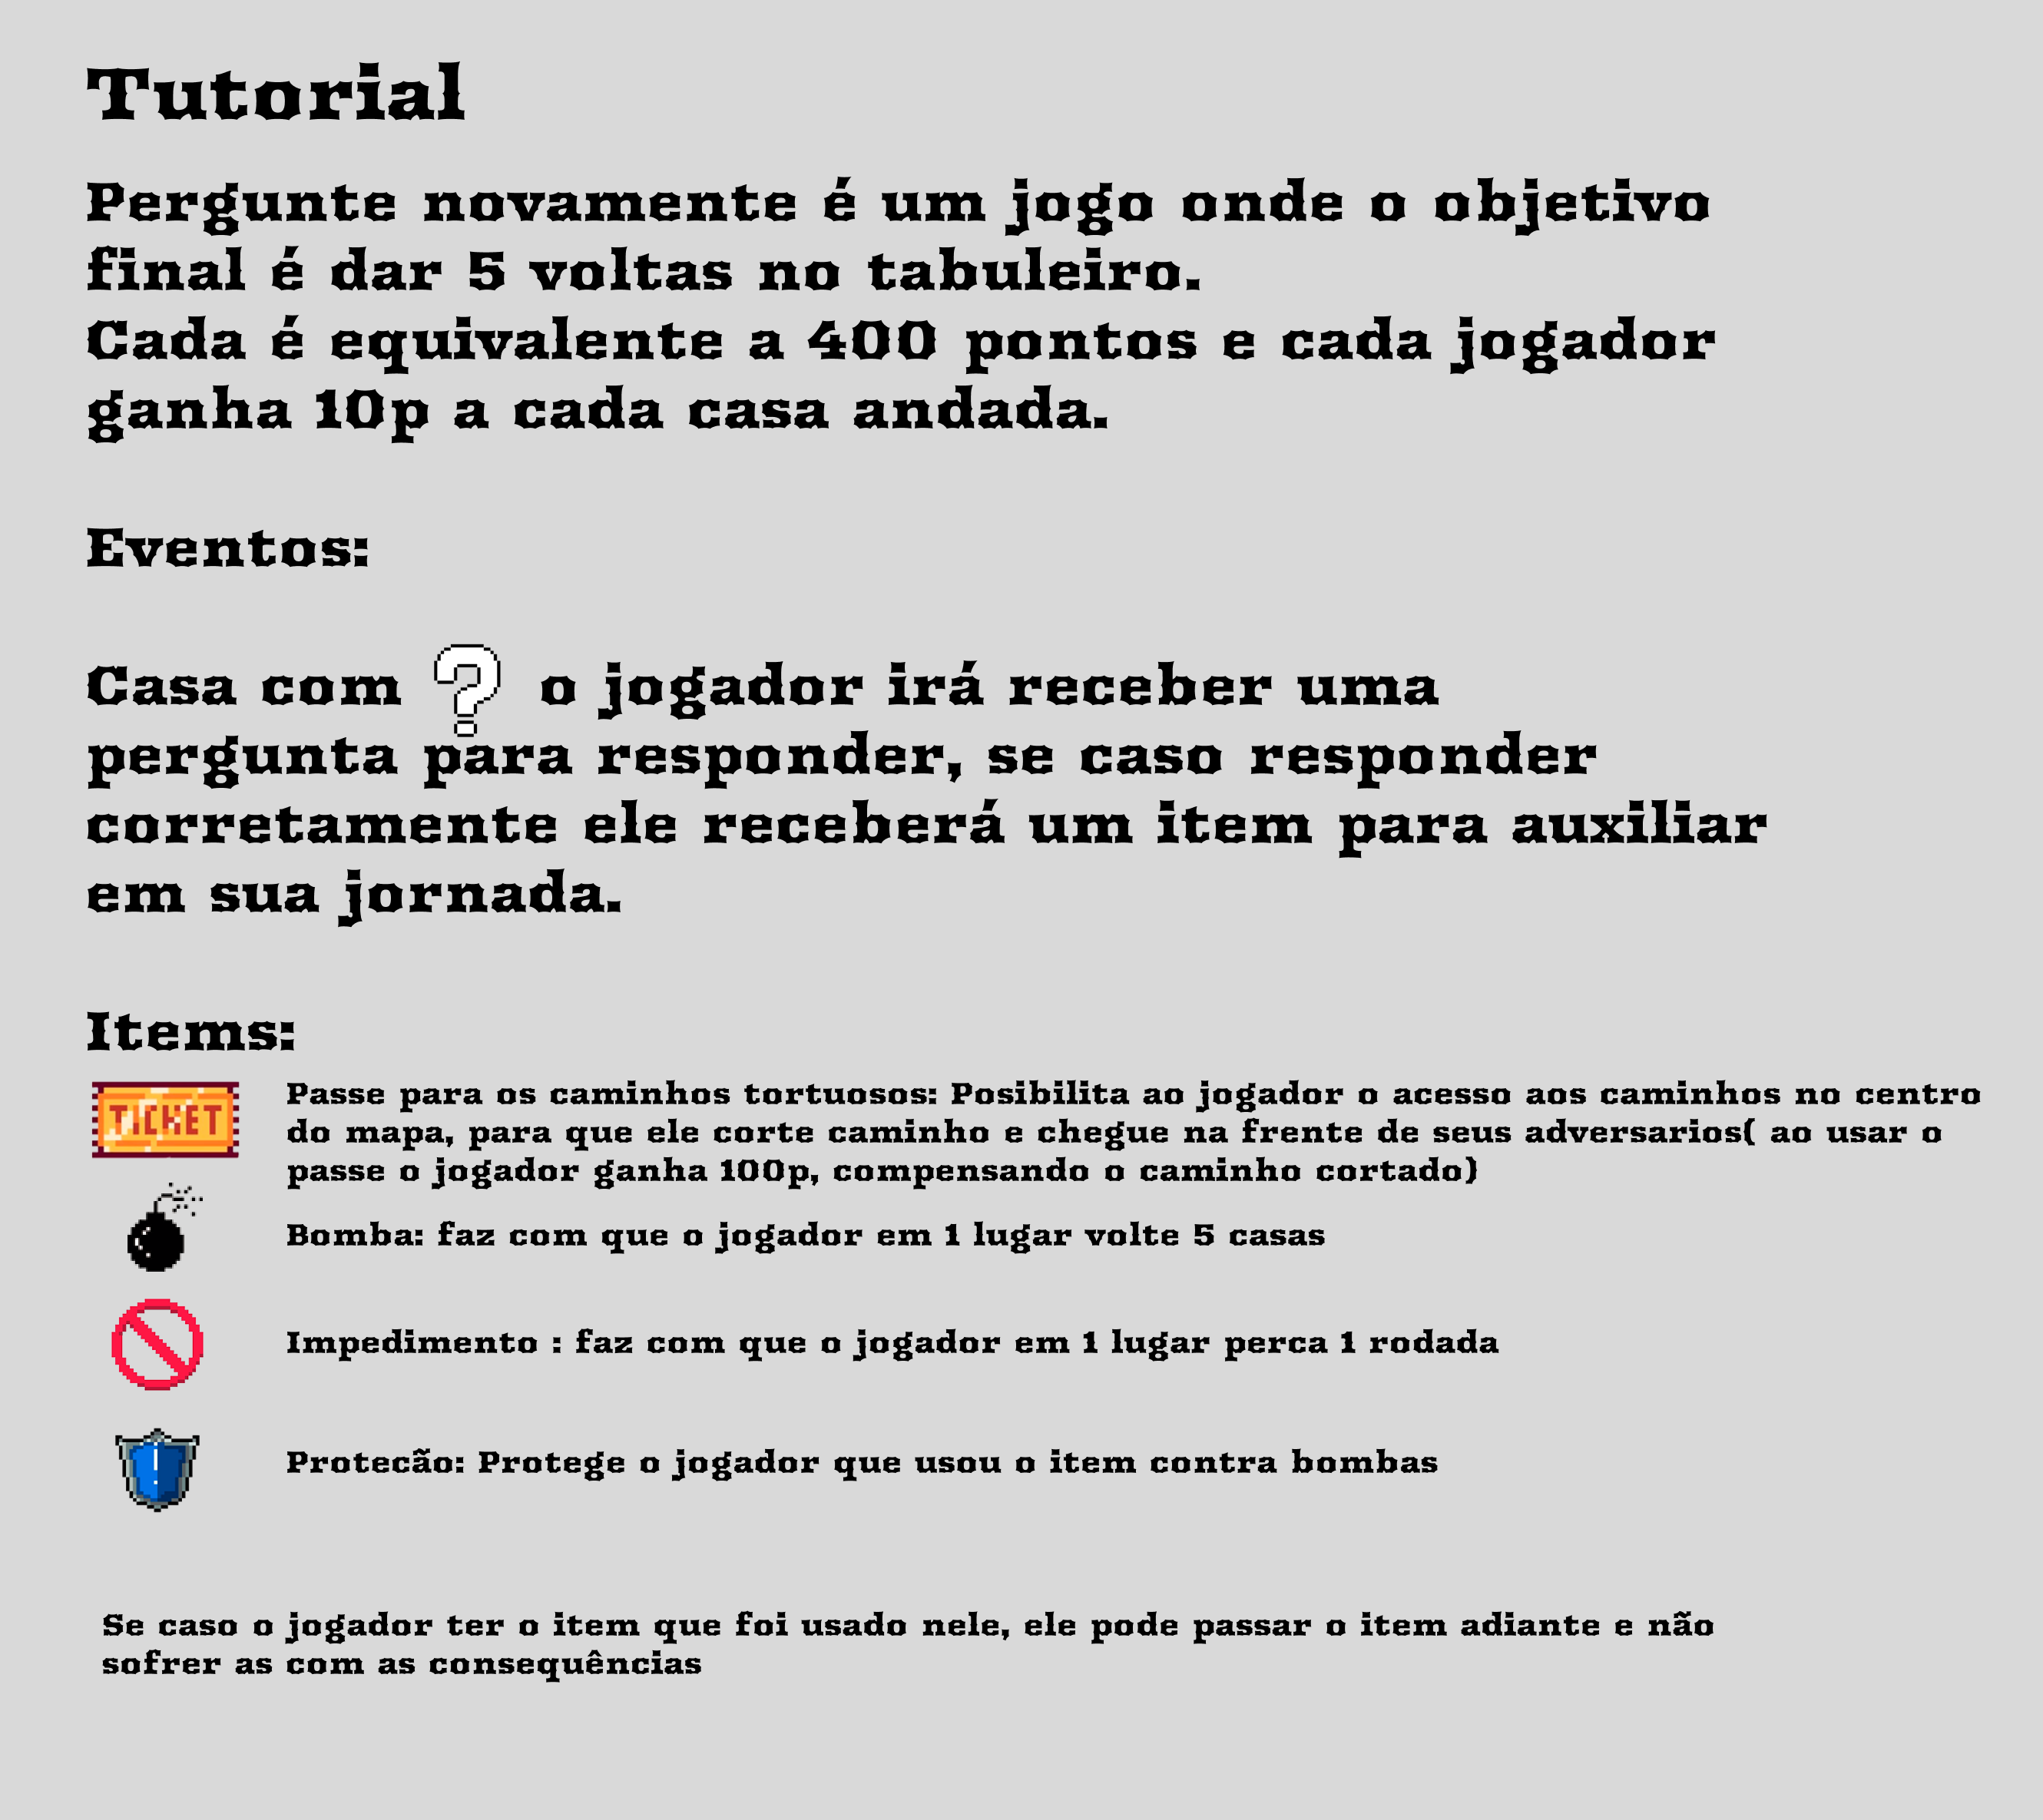 Tutorial
Pergunte novamente é um jogo onde o objetivo
final é dar 5 voltas no tabuleiro.
Cada é equivalente a 400 pontos e cada jogador
ganha 10p a cada casa andada.
Eventos:
Casa com ? o jogador irá receber uma
pergunta para responder, se caso responder
corretamente ele receberá um item para auxiliar
em sua jornada.
Items:
TICKET
Passe para os caminhos tortuosos: Posibilita ao jogador o acesso aos caminhos no centro
do mapa, para que ele corte caminho e chegue na frente de seus adversarios( ao usar o
passe o jogador ganha 100p, compensando o caminho cortado)
Bomba: faz com que o jogador em 1 lugar volte 5 casas
Impedimento : faz com que o jogador em 1 lugar perca 1 rodada
Protecão: Protege o jogador que usou o item contra bombas
Se caso o jogador ter o item que foi usado nele, ele pode passar o item adiante e não
sofrer as com as consequências